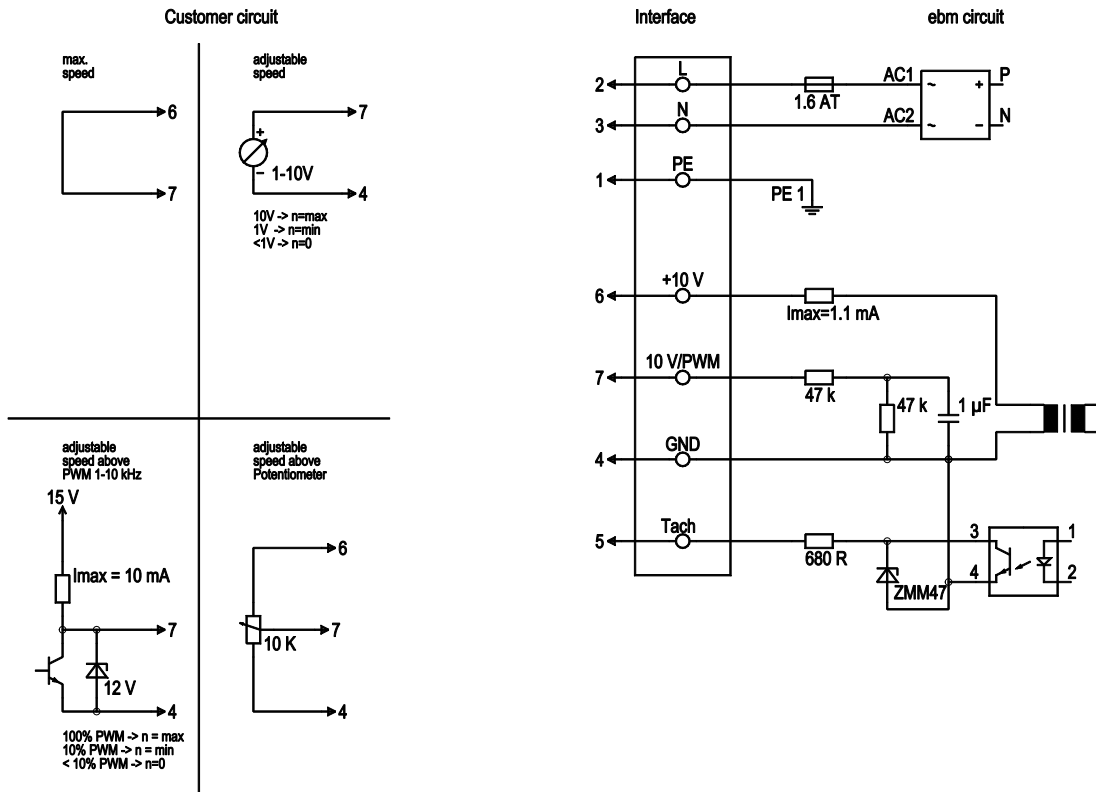 Customer circuit
Interface
ebm circuit
max.
speed
6
7
adjustable
speed
7
+
-
1-10V
4
10V -> n=max
1V -> n=min
<1V -> n=0
adjustable
speed above
PWM 1-10 kHz
15 V
Imax = 10 mA
7
12 V
4
100% PWM -> n = max
10% PWM -> n = min
< 10% PWM -> n=0
adjustable
speed above
Potentiometer
6
7
10 K
4
2
L
1.6 AT
AC1
~
+
P
3
N
AC2
~
-
N
1
PE
PE 1
6
+10 V
Imax=1.1 mA
7
10 V/PWM
47 k
47 k
1 µF
4
GND
5
Tach
680 R
ZMM47
3
4
1
2